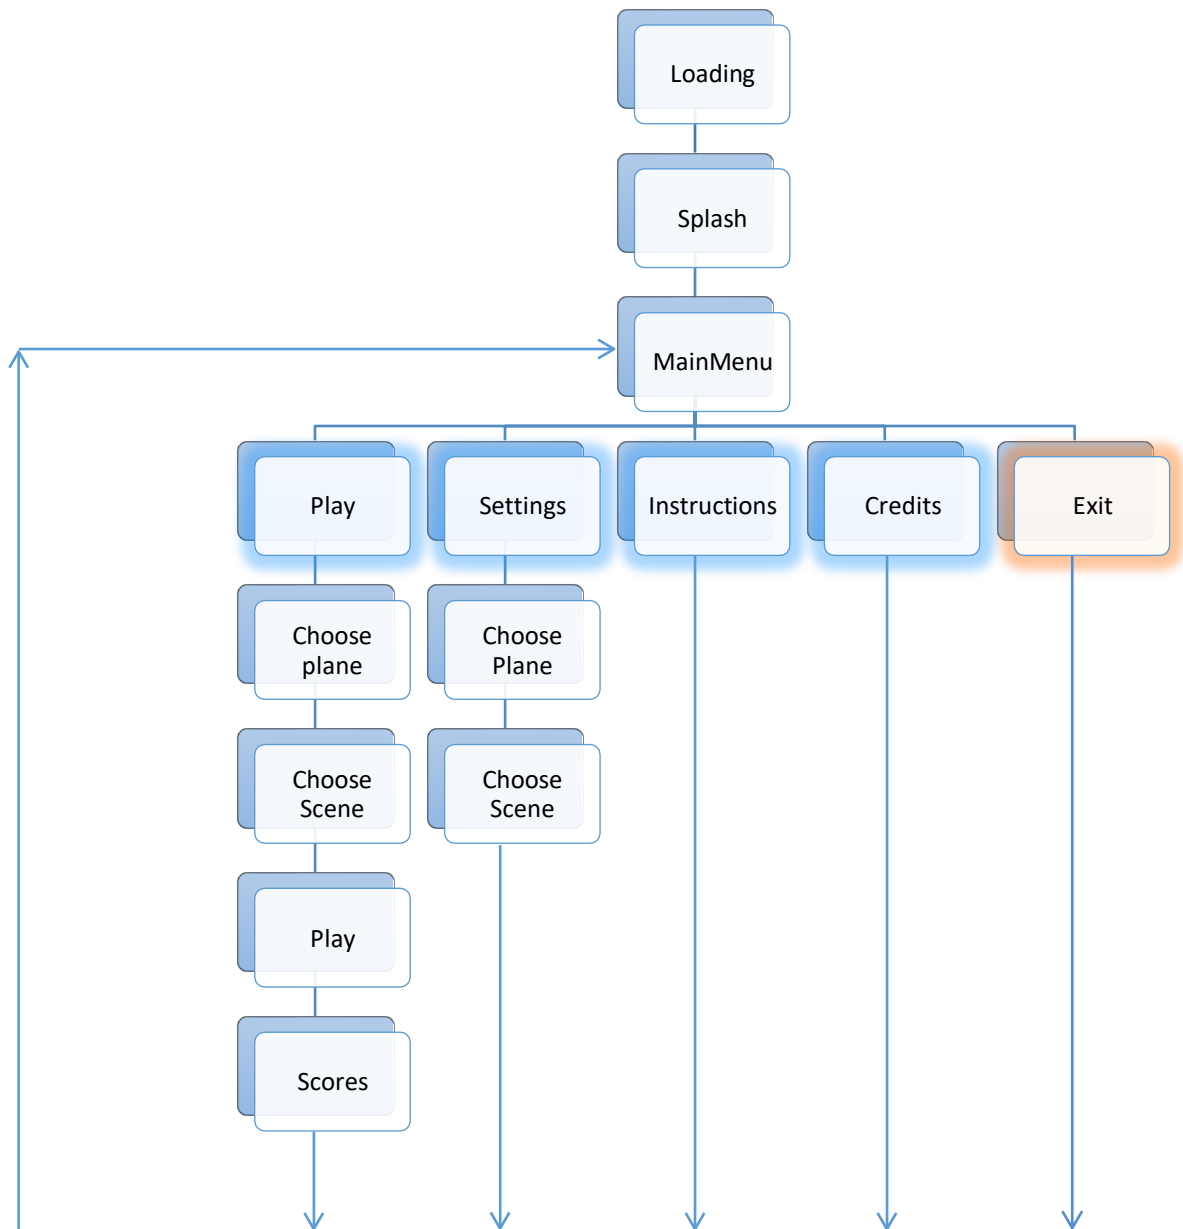 Loading
Splash
MainMenu
Play
Settings
Instructions
Credits
Exit
Choose
plane
Choose
Plane
Choose
Scene
Choose
Scene
Play
Scores